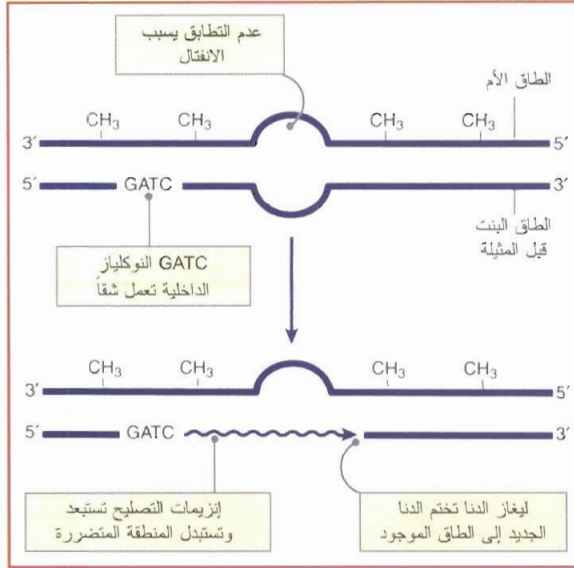 عدم التطابق يسبب
الانفتال
الطاق الأم
CH3 CH3 CH3 CH3
3′ 5′
5′ GATC 3′
الطاق البنت
قبل المثيلة
GATC النوكلياز
الداخلية تعمل شقاً
CH3 CH3 CH3 CH3
3′ 5′
5′ GATC 3′
إنزيمات التصليح تستبعد
وتستبدل المنطقة المتضررة
ليغاز الدنا تختم الدنا
الجديد إلى الطاق الموجود